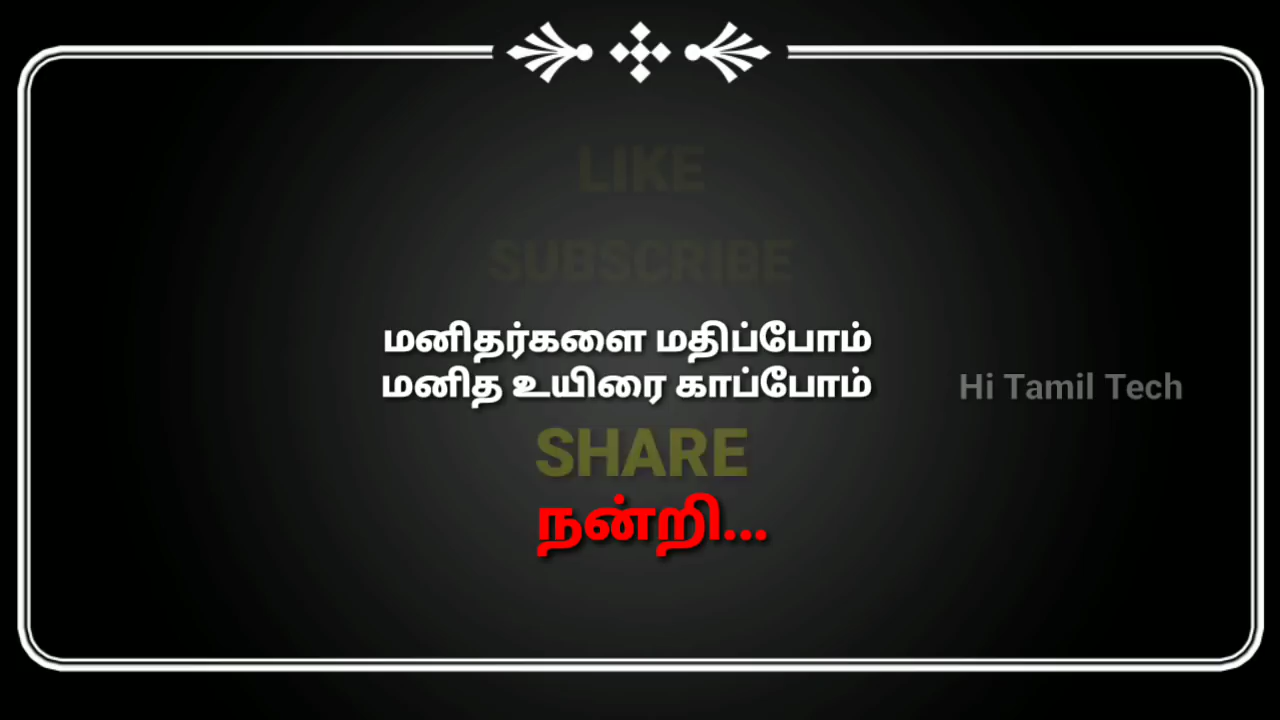 LIKE
SUBSCRIBE
மனிதர்களை மதிப்போம்
மனித உயிரை காப்போம்
Hi Tamil Tech
SHARE
நன்றி...